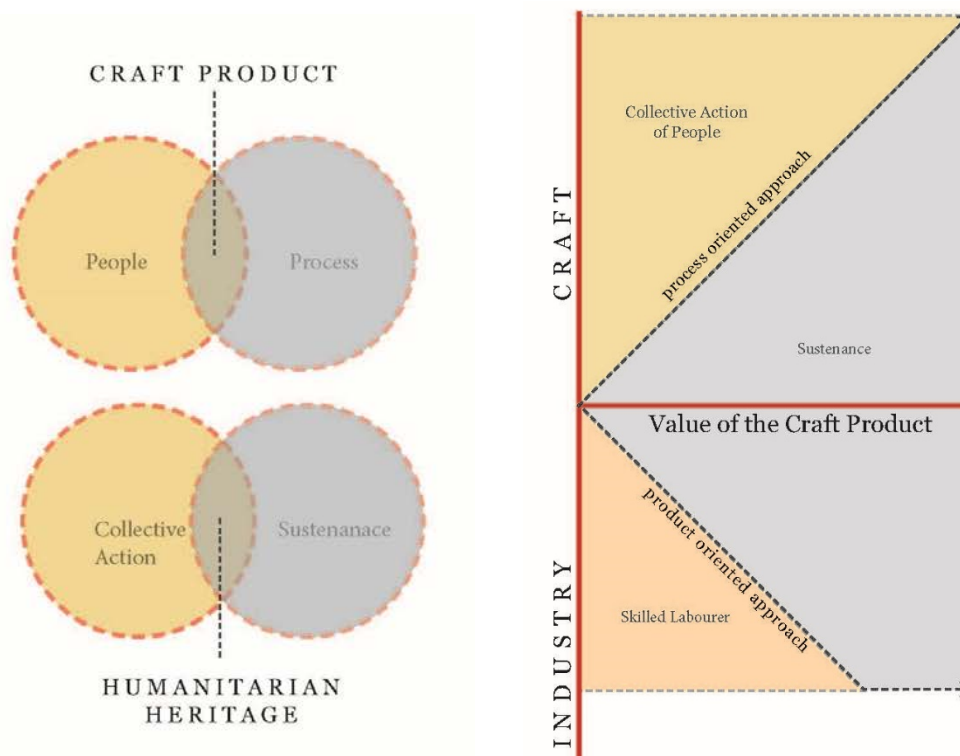 CRAFT PRODUCT
People
Process
Collective
Action
Sustenanace
HUMANITARIAN
HERITAGE
CRAFT
Collective Action
of People
process oriented approach
Sustenance
Value of the Craft Product
INDUSTRY
product oriented approach
Skilled Labourer